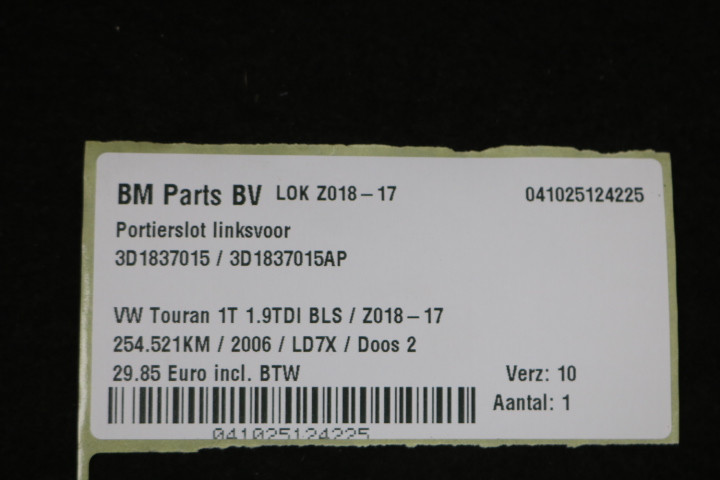 BM Parts BV LOK Z018-17 041025124225
Portierslot linksvoor
3D1837015 / 3D1837015AP
VW Touran 1T 1.9TDI BLS / Z018-17
254.521KM / 2006 / LD7X / Doos 2
29.85 Euro incl. BTW Verz: 10
Aantal: 1
041025124225